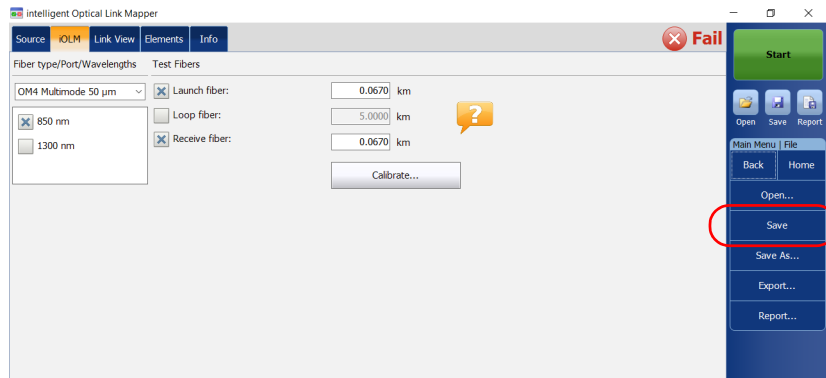 intelligent Optical Link Mapper
Source iOLM Link View Elements Info
Fail
Start
Fiber type/Port/Wavelengths Test Fibers
OM4 Multimode 50 µm
Launch fiber: 0.0670 km
850 nm
Loop fiber: 5.0000 km
1300 nm
Receive fiber: 0.0670 km
Calibrate...
?
Open Save Report
Main Menu | File
Back Home
Open...
Save
Save As...
Export...
Report...